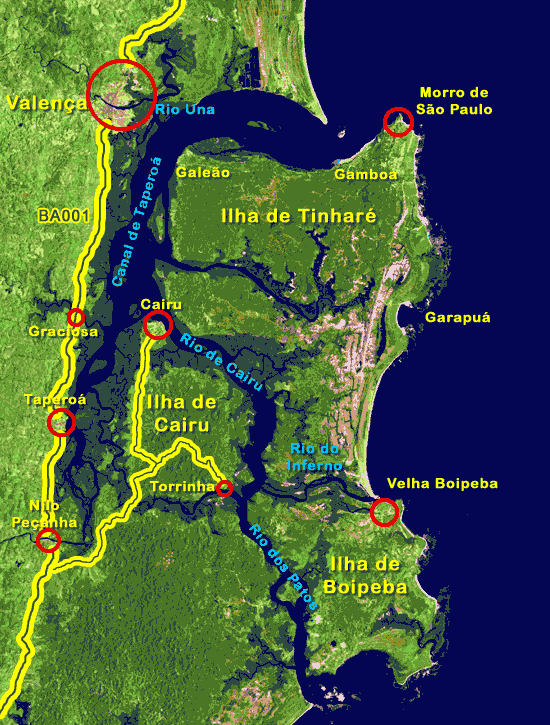 Morro de
São Paulo
Valença
Rio Una
Galeão
Gamboa
Canal de Taperoá
BA001
Ilha de Tinharé
Cairu
Garapuá
Graciosa
Rio de Cairu
Taperoá
Ilha de
Cairu
Rio do
Inferno
Torrinha
Velha Boipeba
Nilo
Peçanha
Rio dos Patos
Ilha de
Boipeba